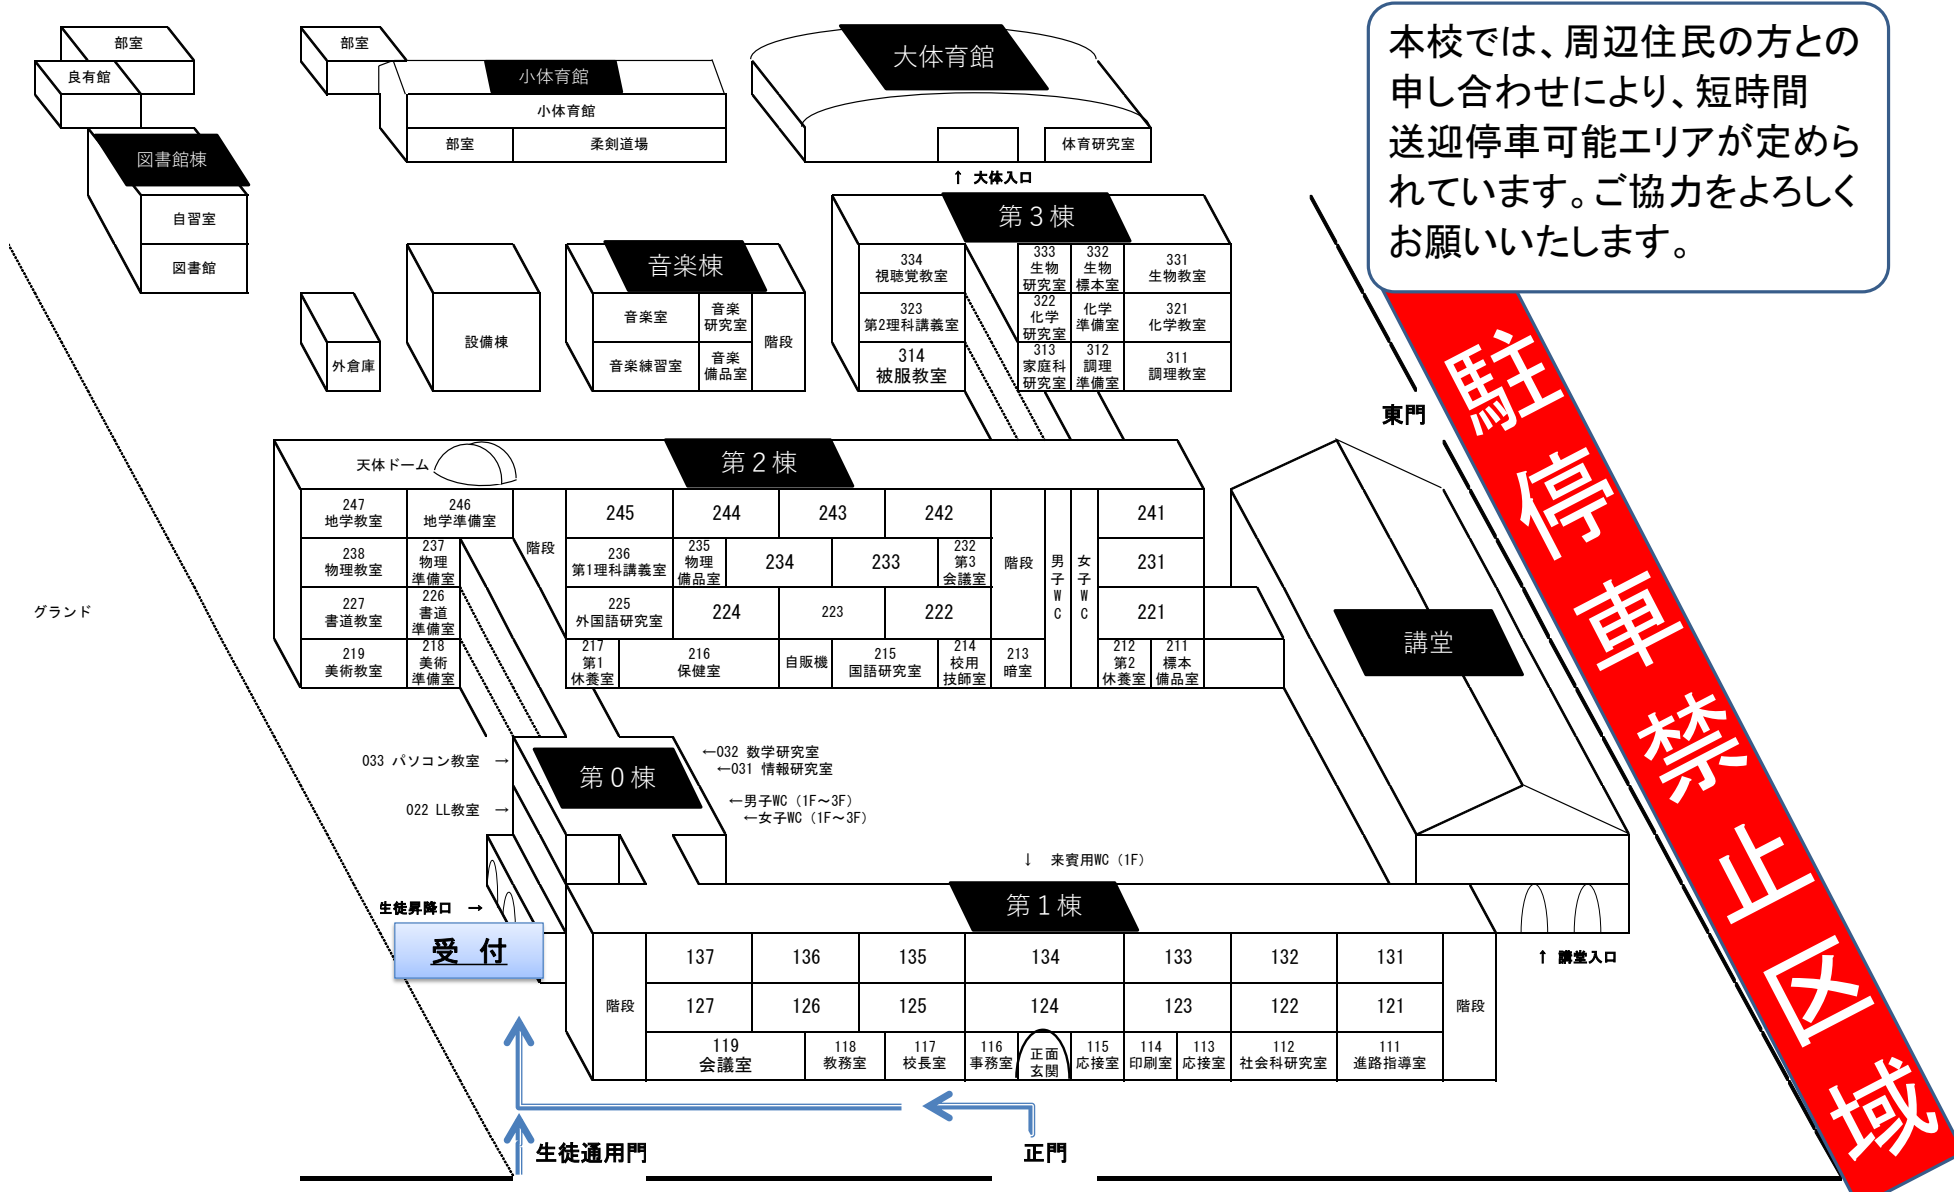 本校では、周辺住民の方との
申し合わせにより、短時間
送迎停車可能エリアが定めら
れています。ご協力をよろしく
お願いいたします。
駐停車禁止区域
部室
良有館
図書館棟
自習室
図書館
部室
小体育館
小体育館
部室
柔剣道場
大体育館
体育研究室
↑ 大体入口
外倉庫
設備棟
音楽棟
音楽室
音楽
研究室
階段
音楽練習室
音楽
備品室
第3棟
334
視聴覚教室
333
生物
研究室
332
生物
標本室
331
生物教室
323
第2理科講義室
322
化学
研究室
化学
準備室
321
化学教室
314
被服教室
313
家庭科
研究室
312
調理
準備室
311
調理教室
東門
グランド
天体ドーム
第2棟
247
地学教室
246
地学準備室
階段
245
244
243
242
階段
男子WC
女子WC
241
238
物理教室
237
物理
準備室
236
第1理科講義室
235
物理
備品室
234
233
232
第3
会議室
231
227
書道教室
226
書道
準備室
225
外国語研究室
224
223
222
221
219
美術教室
218
美術
準備室
217
第1
休養室
216
保健室
自販機
215
国語研究室
214
校用
技師室
213
暗室
212
第2
休養室
211
標本
備品室
講堂
033 パソコン教室 →
022 LL教室 →
第0棟
←032 数学研究室
←031 情報研究室
←男子WC（1F～3F）
←女子WC（1F～3F）
↓ 来賓用WC（1F）
生徒昇降口 →
受 付
第1棟
↑ 講堂入口
階段
137
136
135
134
133
132
131
階段
127
126
125
124
123
122
121
119
会議室
118
教務室
117
校長室
116
事務室
正面
玄関
115
応接室
114
印刷室
113
応接室
112
社会科研究室
111
進路指導室
生徒通用門
正門